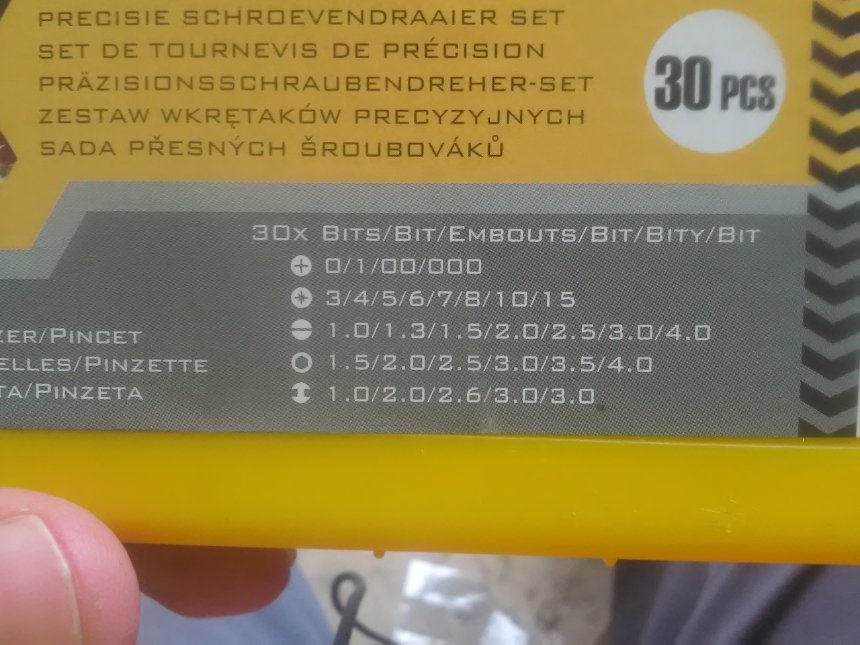 PRECISIE SCHROEVENDRAAIER SET
SET DE TOURNEVIS DE PRÉCISION
PRÄZISIONSSCHRAUBENDREHER-SET
ZESTAW WKRĘTAKÓW PRECYZYJNYCH
SADA PŘESNÝCH ŠROUBOVÁKŮ
30 PCS
30x BITS/BIT/EMBOUTS/BIT/BITY/BIT
0/1/00/000
3/4/5/6/7/8/10/15
1.0/1.3/1.5/2.0/2.5/3.0/4.0
1.5/2.0/2.5/3.0/3.5/4.0
1.0/2.0/2.6/3.0/3.0
ZER/PINCET
ELLES/PINZETTE
TA/PINZETA